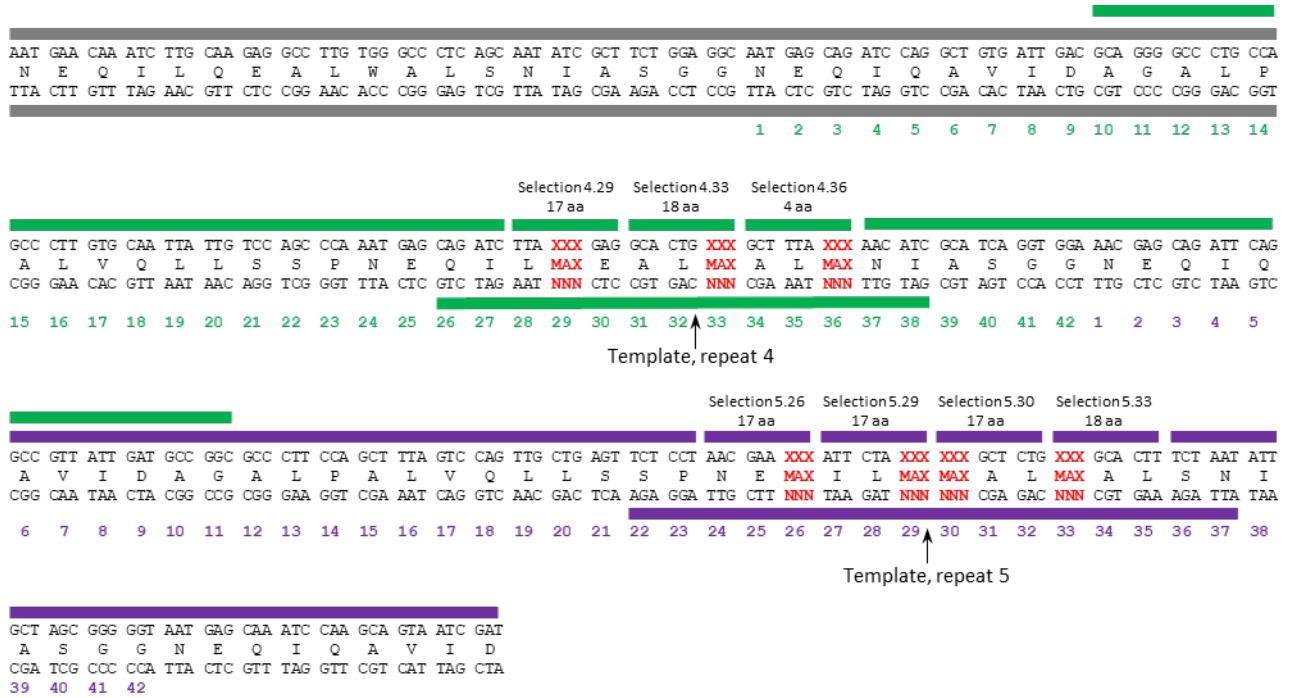 AAT GAA CAA ATC TTG CAA GAG GCC TTG TGG GCC CTC AGC AAT ATC GCT TCT GGA GGC AAT GAG CAG ATC CAG GCT GTG ATT GAC GCA GGG GCC CTG CCA
N E Q I L Q E A L W A L S N I A S G G N E Q I Q A V I D A G A L P
TTA CTT GTT TAG AAC GTT CTC CGG AAC ACC CGG GAG TCG TTA TAG CGA AGA CCT CCG TTA CTC GTC TAG GTC CGA CAC TAA CTG CGT CCC CGG GAC GGT
1 2 3 4 5 6 7 8 9 10 11 12 13 14
Selection 4.29 Selection 4.33 Selection 4.36
17 aa 18 aa 4 aa
GCC CTT GTG CAA TTA TTG TCC AGC CCA AAT GAG CAG ATC TTA XXX GAG GCA CTG XXX GCT TTA XXX AAC ATC GCA TCA GGT GGA AAC GAG CAG ATT CAG
A L V Q L L S S P N E Q I L MAX E A L MAX A L MAX N I A S G G N E Q I Q
CGG GAA CAC GTT AAT AAC AGG TCG GGT TTA CTC GTC TAG AAT NNN CTC CGT GAC NNN CGA AAT NNN TTG TAG CGT AGT CCA CCT TTG CTC GTC TAA GTC
15 16 17 18 19 20 21 22 23 24 25 26 27 28 29 30 31 32 33 34 35 36 37 38 39 40 41 42 1 2 3 4 5
Template, repeat 4
Selection 5.26 Selection 5.29 Selection 5.30 Selection 5.33
17 aa 17 aa 17 aa 18 aa
GCC GTT ATT GAT GCC GGC GCC CTT CCA GCT TTA GTC CAG TTG CTG AGT TCT CCT AAC GAA XXX ATT CTA XXX XXX GCT CTG XXX GCA CTT TCT AAT ATT
A V I D A G A L P A L V Q L L S S P N E MAX I L MAX MAX A L MAX A L S N I
CGG CAA TAA CTA CGG CCG CGG GAA GGT CGA AAT CAG GTC AAC GAC TCA AGA GGA TTG CTT NNN TAA GAT NNN NNN CGA GAC NNN CGT GAA AGA TTA TAA
6 7 8 9 10 11 12 13 14 15 16 17 18 19 20 21 22 23 24 25 26 27 28 29 30 31 32 33 34 35 36 37 38
Template, repeat 5
GCT AGC GGG GGT AAT GAG CAA ATC CAA GCA GTA ATC GAT
A S G G N E Q I Q A V I D
CGA TCG CCC CCA TTA CTC GTT TAG GTT CGT CAT TAG CTA
39 40 41 42